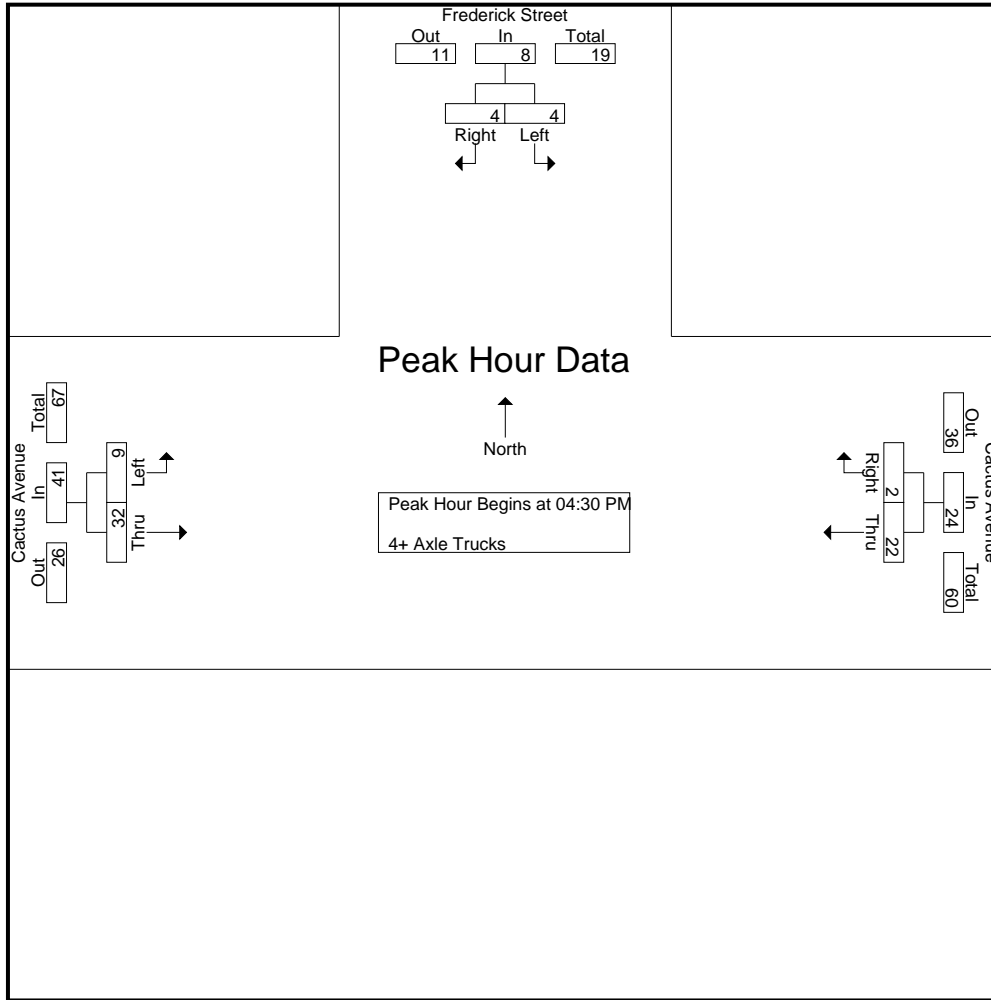 Frederick Street
Out In Total
11 8 19
4 4
Right Left
Peak Hour Data
North
Peak Hour Begins at 04:30 PM
4+ Axle Trucks
Cactus Avenue
Out In Total
26 41 67
9 32
Left Thru
Cactus Avenue
Out In Total
36 24 60
2 22
Right Thru